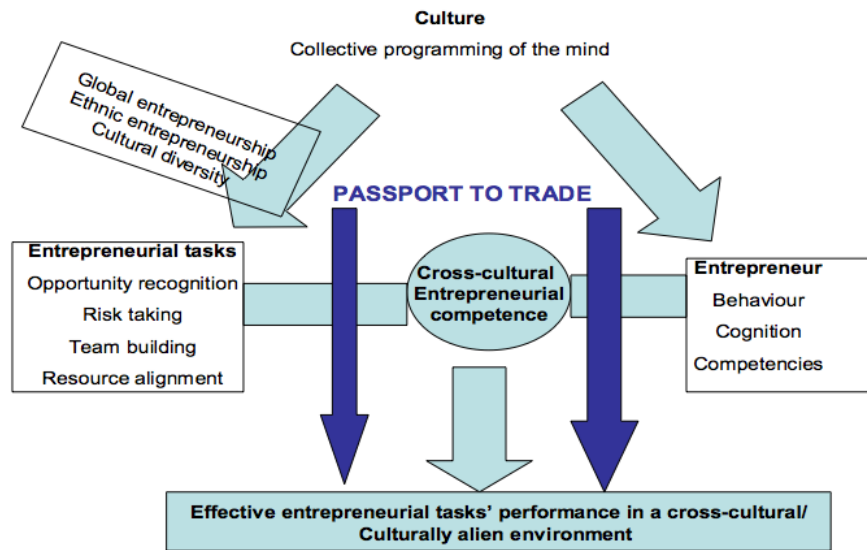 Culture
Collective programming of the mind
Global entrepreneurship
Ethnic entrepreneurship
Cultural diversity
PASSPORT TO TRADE
Entrepreneurial tasks
Opportunity recognition
Risk taking
Team building
Resource alignment
Cross-cultural
Entrepreneurial
competence
Entrepreneur
Behaviour
Cognition
Competencies
Effective entrepreneurial tasks’ performance in a cross-cultural/
Culturally alien environment